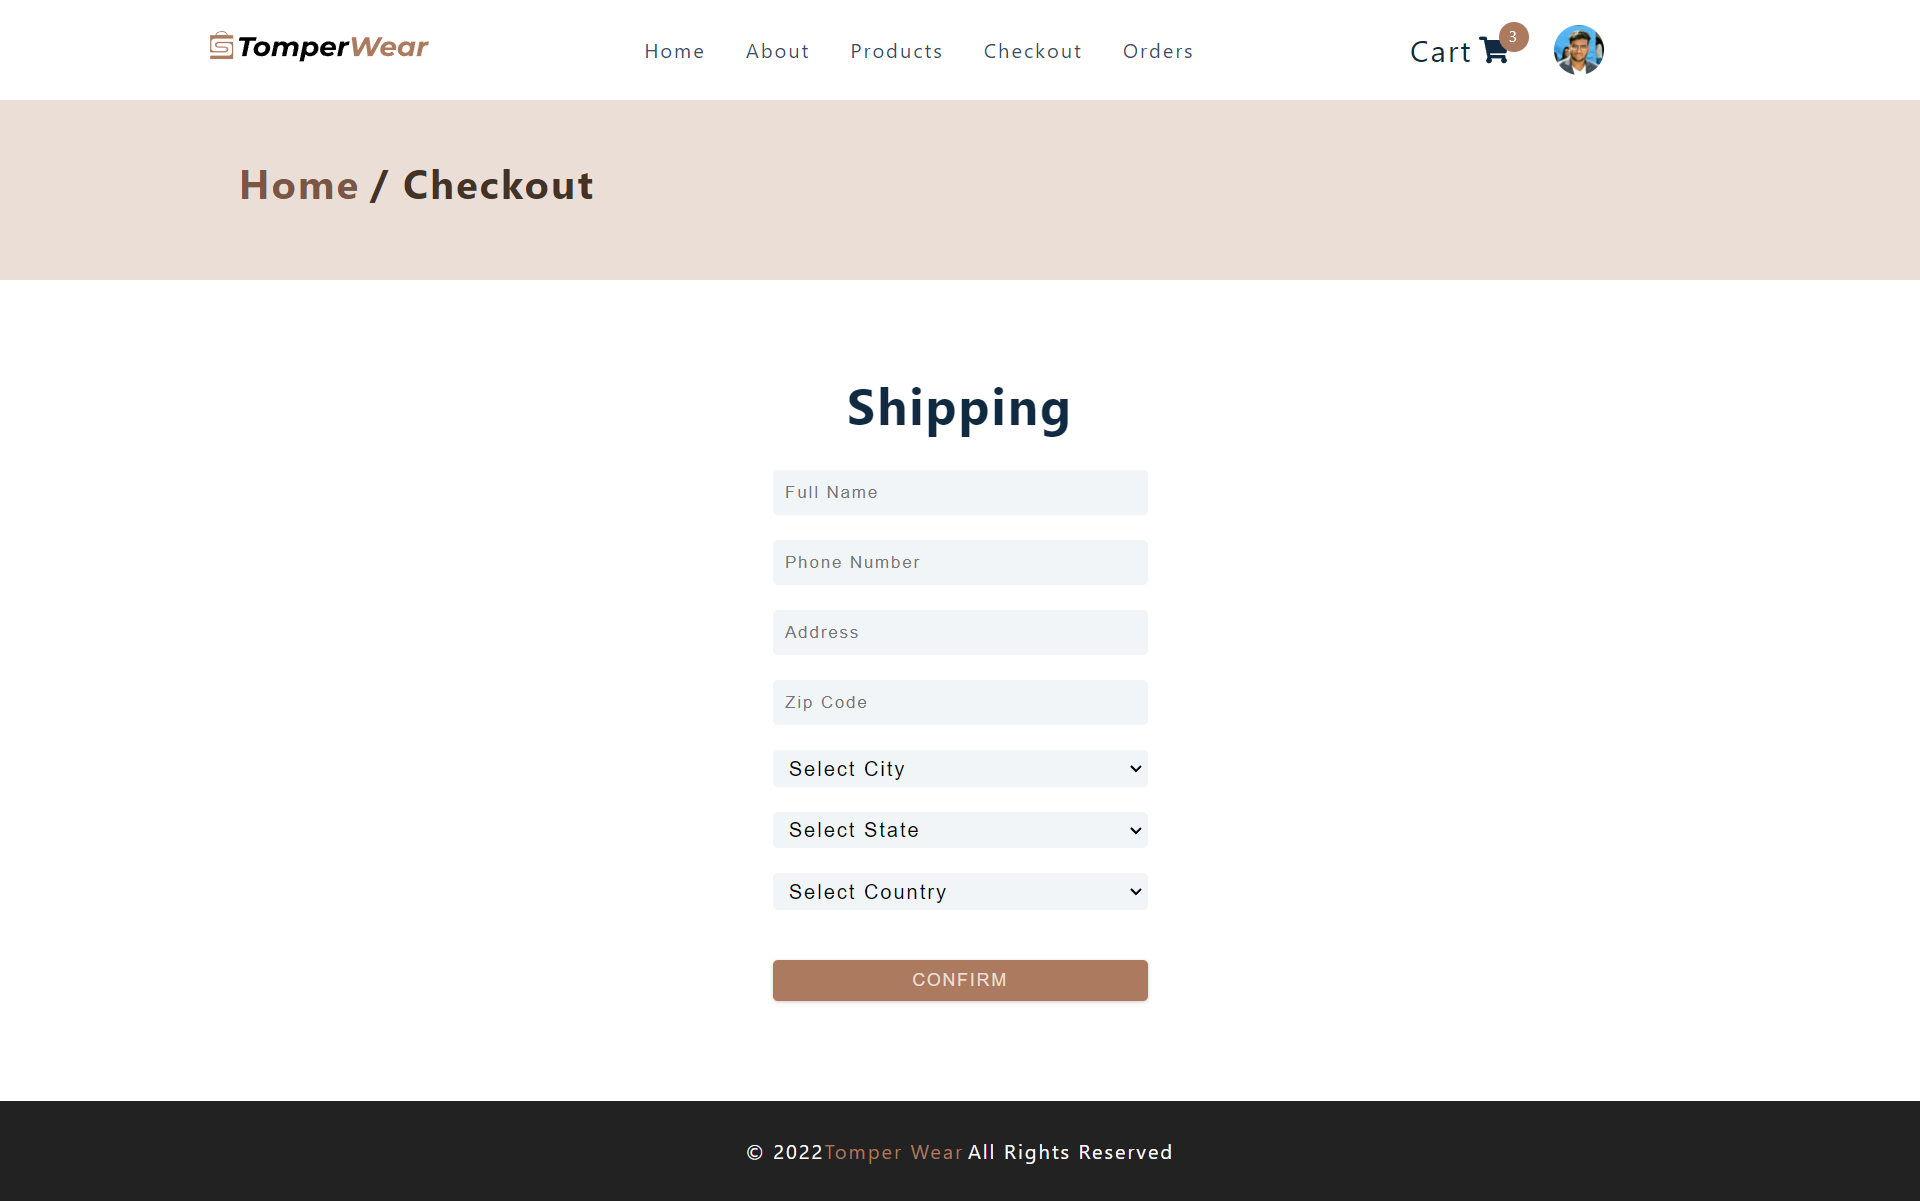 TomperWear
Home About Products Checkout Orders
Cart 3
Home / Checkout
Shipping
Full Name
Phone Number
Address
Zip Code
Select City
Select State
Select Country
CONFIRM
© 2022Tomper Wear All Rights Reserved